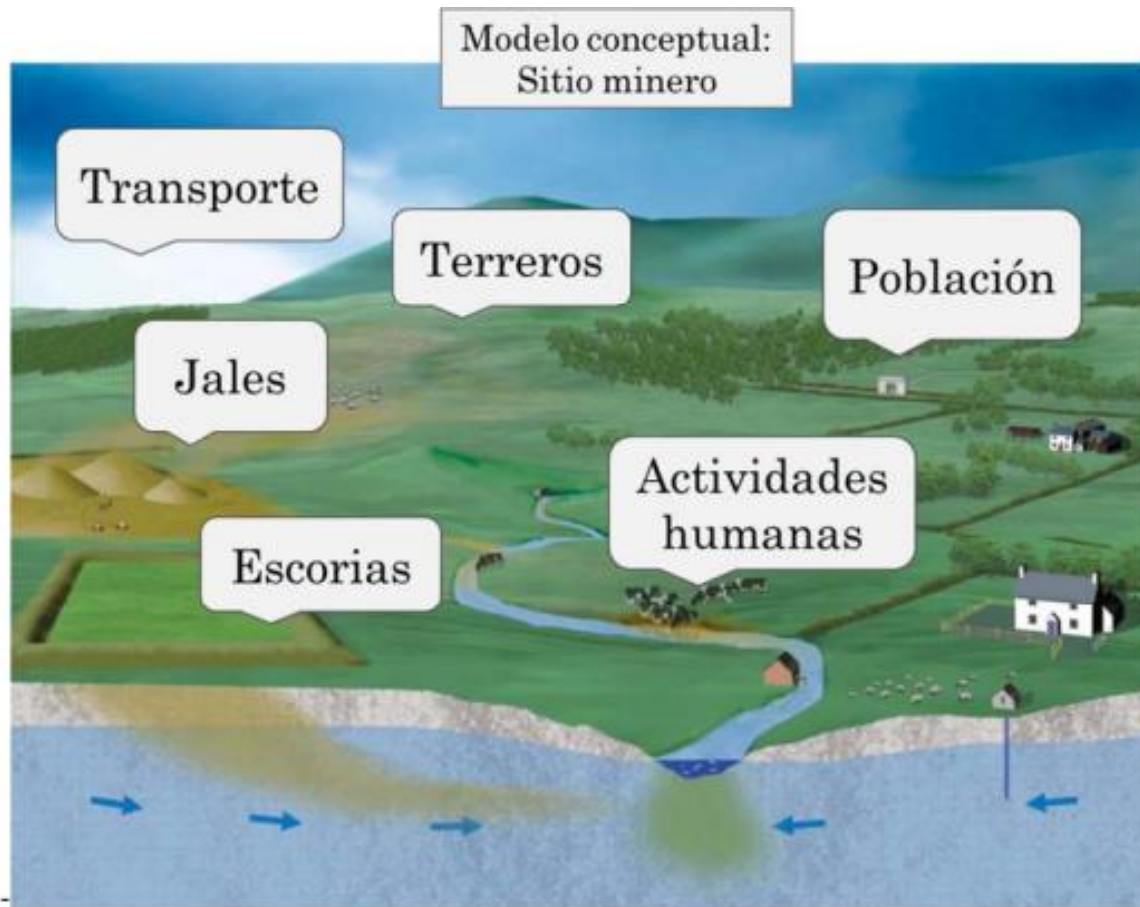 Modelo conceptual:
Sitio minero
Transporte
Terreros
Población
Jales
Actividades
humanas
Escorias
-